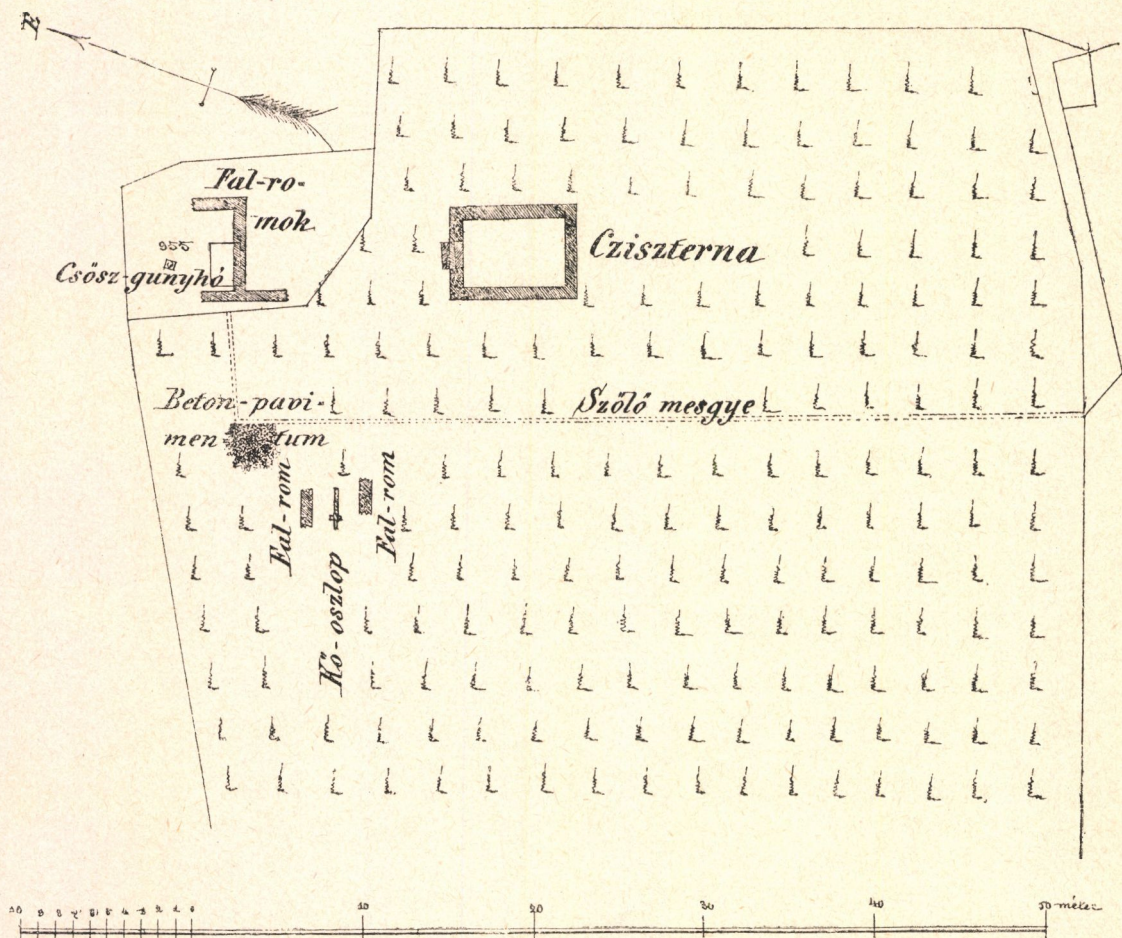 Fal-ro-
mok
Cziszterna
Csősz-gunyhó
Beton-pavi-
men tum
Szőlő mesgye
Fal-rom
Kő-oszlop
Fal-rom
10 20 30 40 50 méter